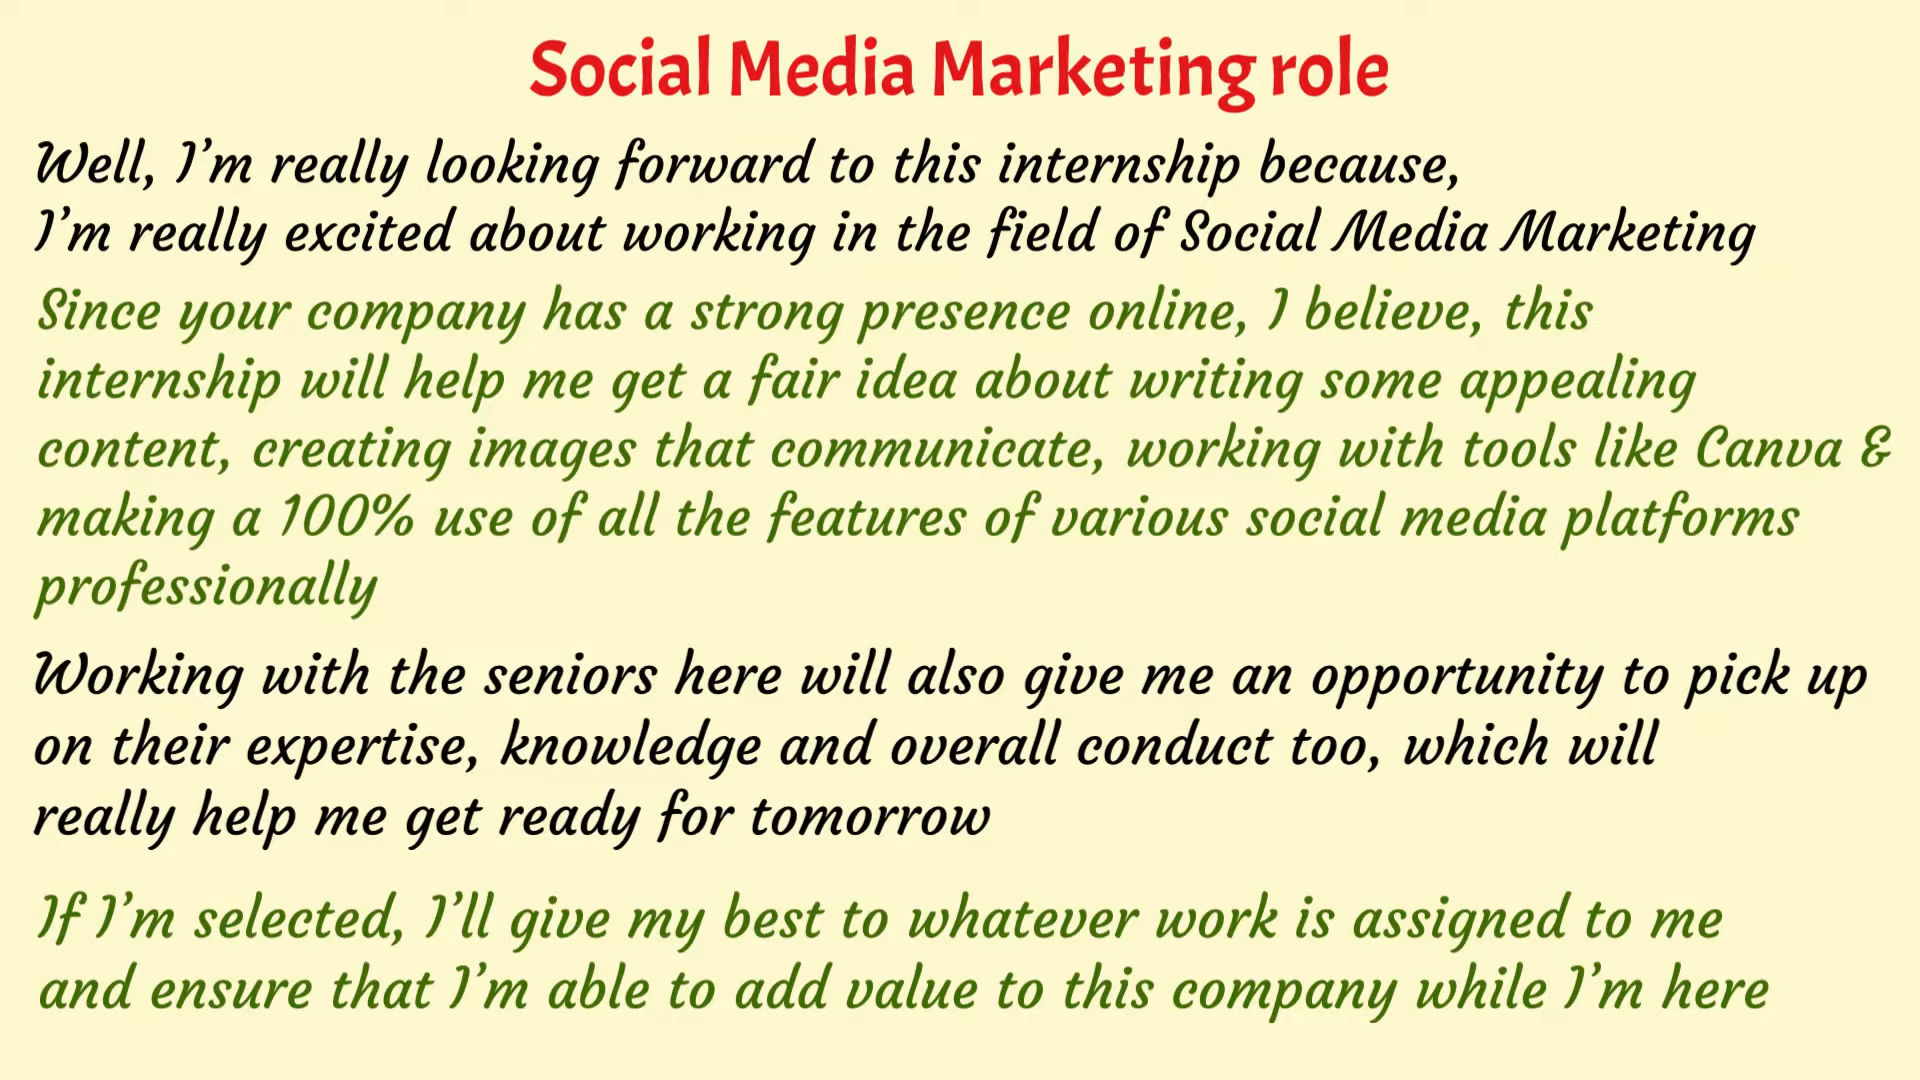 Social Media Marketing role
Well, I’m really looking forward to this internship because,
I’m really excited about working in the field of Social Media Marketing
Since your company has a strong presence online, I believe, this
internship will help me get a fair idea about writing some appealing
content, creating images that communicate, working with tools like Canva &
making a 100% use of all the features of various social media platforms
professionally
Working with the seniors here will also give me an opportunity to pick up
on their expertise, knowledge and overall conduct too, which will
really help me get ready for tomorrow
If I’m selected, I’ll give my best to whatever work is assigned to me
and ensure that I’m able to add value to this company while I’m here